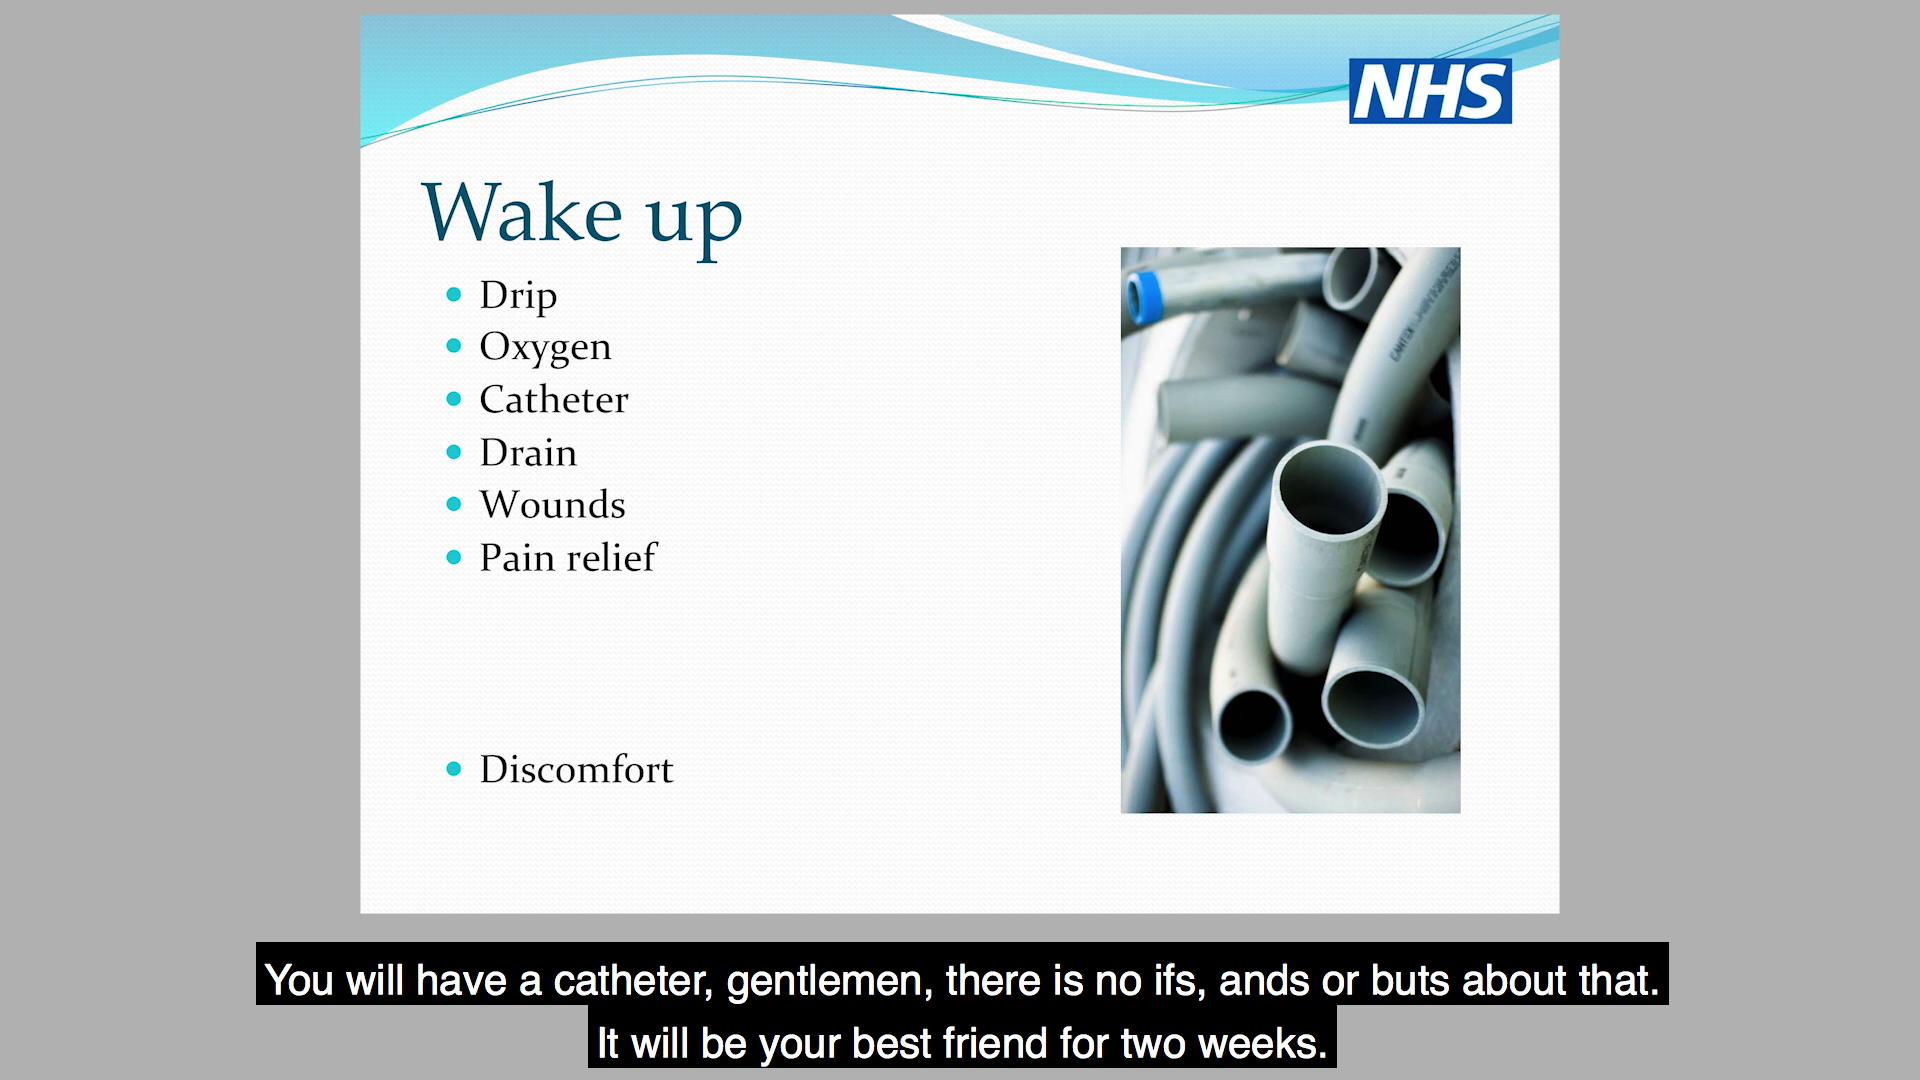 NHS
Wake up
Drip
Oxygen
Catheter
Drain
Wounds
Pain relief
Discomfort
You will have a catheter, gentlemen, there is no ifs, ands or buts about that.
It will be your best friend for two weeks.